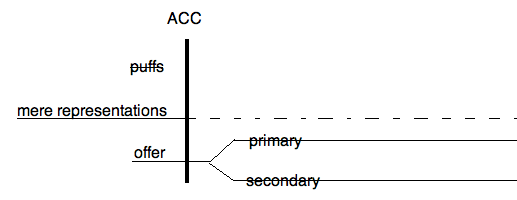 ACC
puffs
mere representations
primary
offer
secondary